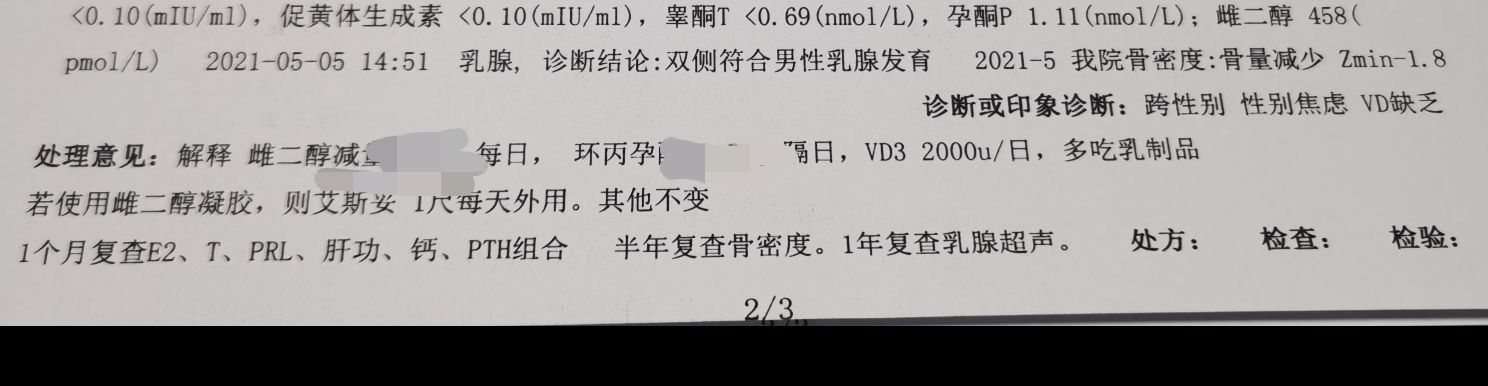 <0.10(mIU/ml)，促黄体生成素 <0.10(mIU/ml)，睾酮T <0.69(nmol/L)，孕酮P 1.11(nmol/L)；雌二醇 458(
pmol/L) 2021-05-05 14:51 乳腺，诊断结论:双侧符合男性乳腺发育 2021-5 我院骨密度:骨量减少 Zmin-1.8
诊断或印象诊断：跨性别 性别焦虑 VD缺乏
处理意见：解释 雌二醇减 每日， 环丙孕 隔日，VD3 2000u/日，多吃乳制品
若使用雌二醇凝胶，则艾斯妥 1尺每天外用。其他不变
1个月复查E2、T、PRL、肝功、钙、PTH组合 半年复查骨密度。1年复查乳腺超声。 处方： 检查： 检验：
2/3